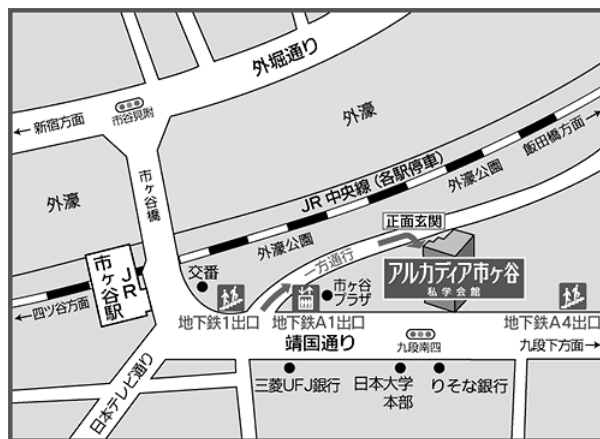 外堀通り
←新宿方面
市谷見附
外濠
飯田橋方面→
市ヶ谷橋
JR中央線(各駅停車)
外濠公園
外濠
正面玄関
外濠公園
一方通行
アルカディア市ヶ谷
私学会館
JR
市ヶ谷駅
交番
市ヶ谷
プラザ
←四ツ谷方面
地下鉄1出口
地下鉄A1出口
地下鉄A4出口
靖国通り
九段南四
九段下方面→
日本テレビ通り
三菱UFJ銀行
日本大学
本部
りそな銀行